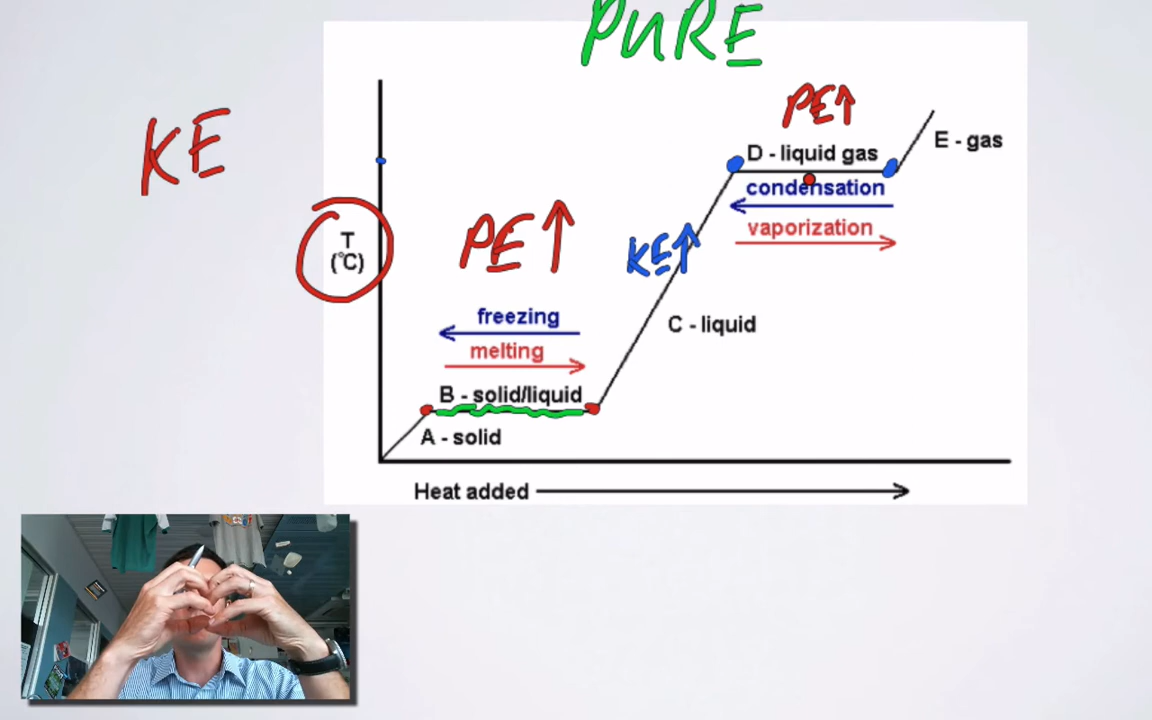 PURE
KE
PE↑
D - liquid gas
E - gas
condensation
vaporization
T
(°C)
PE↑
KE↑
freezing
melting
C - liquid
B - solid/liquid
A - solid
Heat added